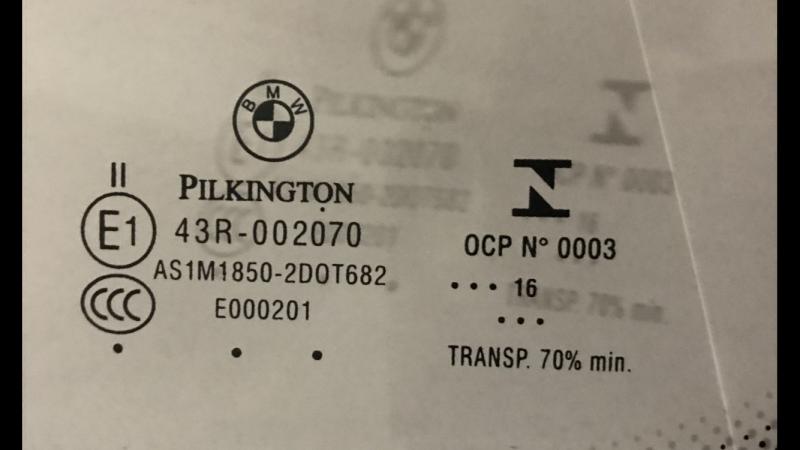 BMW
PILKINGTON
II
E1
43R-002070
CCC
AS1M1850-2DOT682
E000201
N
OCP N° 0003
... 16
...
TRANSP. 70% min.